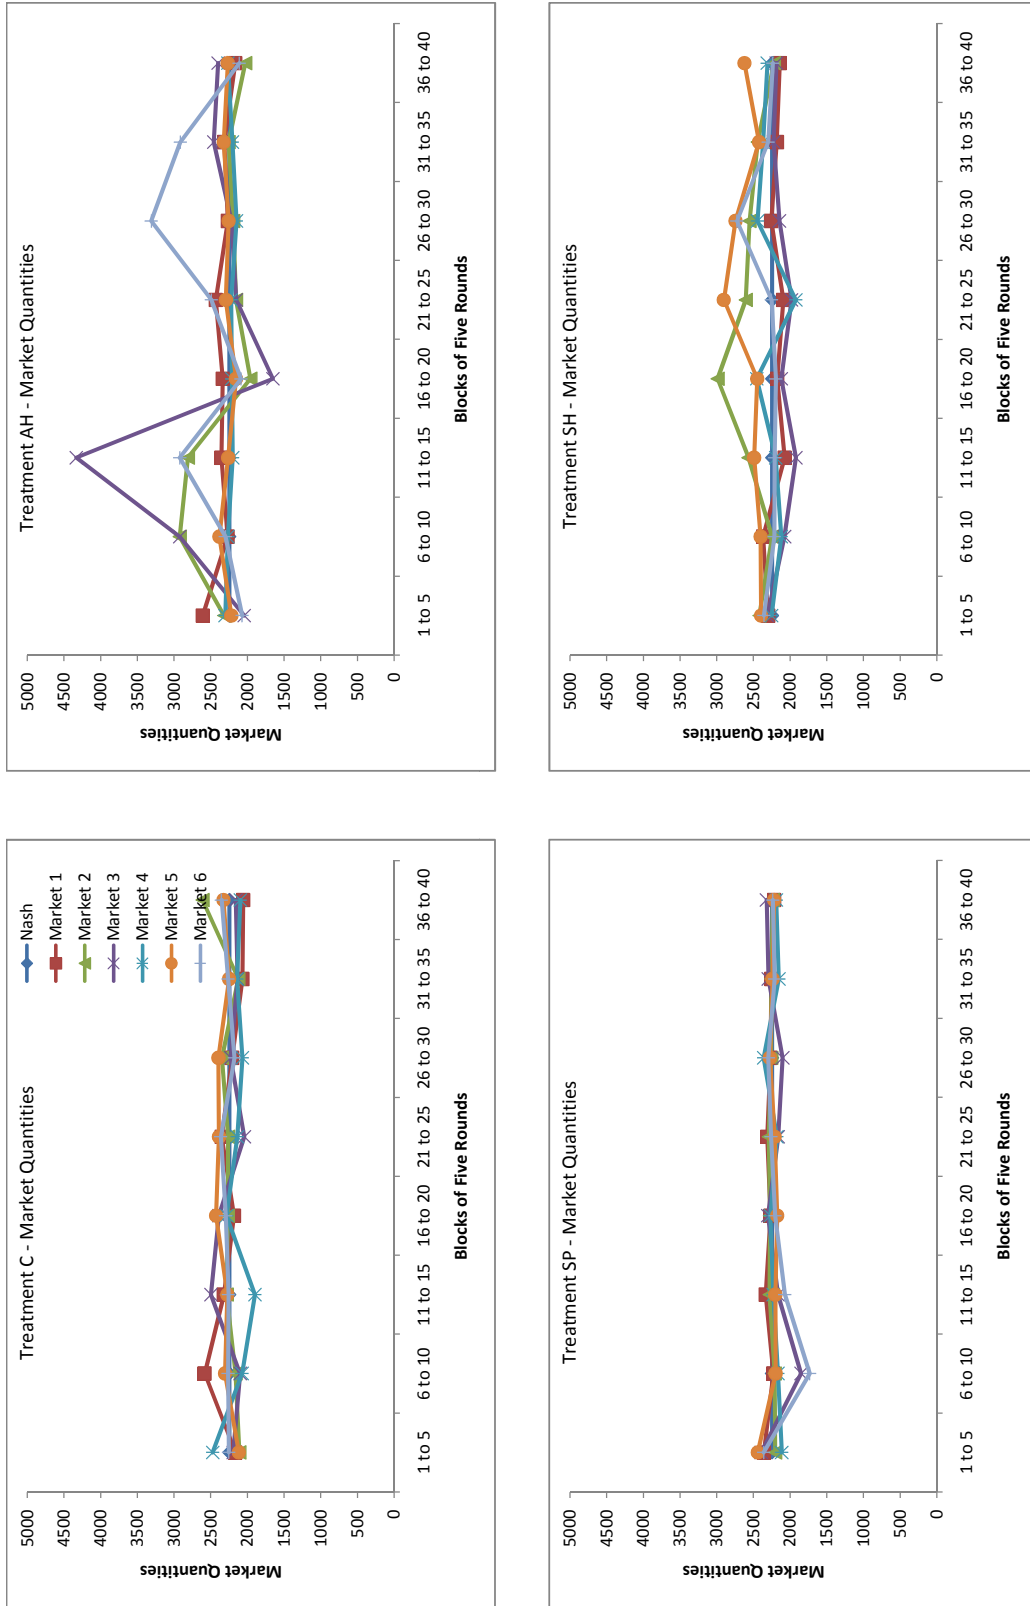 Treatment C - Market Quantities
5000
4500
4000
3500
3000
2500
2000
1500
1000
500
0
Market Quantities
1 to 5
6 to 10
11 to 15
16 to 20
21 to 25
26 to 30
31 to 35
36 to 40
Blocks of Five Rounds
Nash
Market 1
Market 2
Market 3
Market 4
Market 5
Market 6
Treatment AH - Market Quantities
5000
4500
4000
3500
3000
2500
2000
1500
1000
500
0
Market Quantities
1 to 5
6 to 10
11 to 15
16 to 20
21 to 25
26 to 30
31 to 35
36 to 40
Blocks of Five Rounds
Treatment SP - Market Quantities
5000
4500
4000
3500
3000
2500
2000
1500
1000
500
0
Market Quantities
1 to 5
6 to 10
11 to 15
16 to 20
21 to 25
26 to 30
31 to 35
36 to 40
Blocks of Five Rounds
Treatment SH - Market Quantities
5000
4500
4000
3500
3000
2500
2000
1500
1000
500
0
Market Quantities
1 to 5
6 to 10
11 to 15
16 to 20
21 to 25
26 to 30
31 to 35
36 to 40
Blocks of Five Rounds